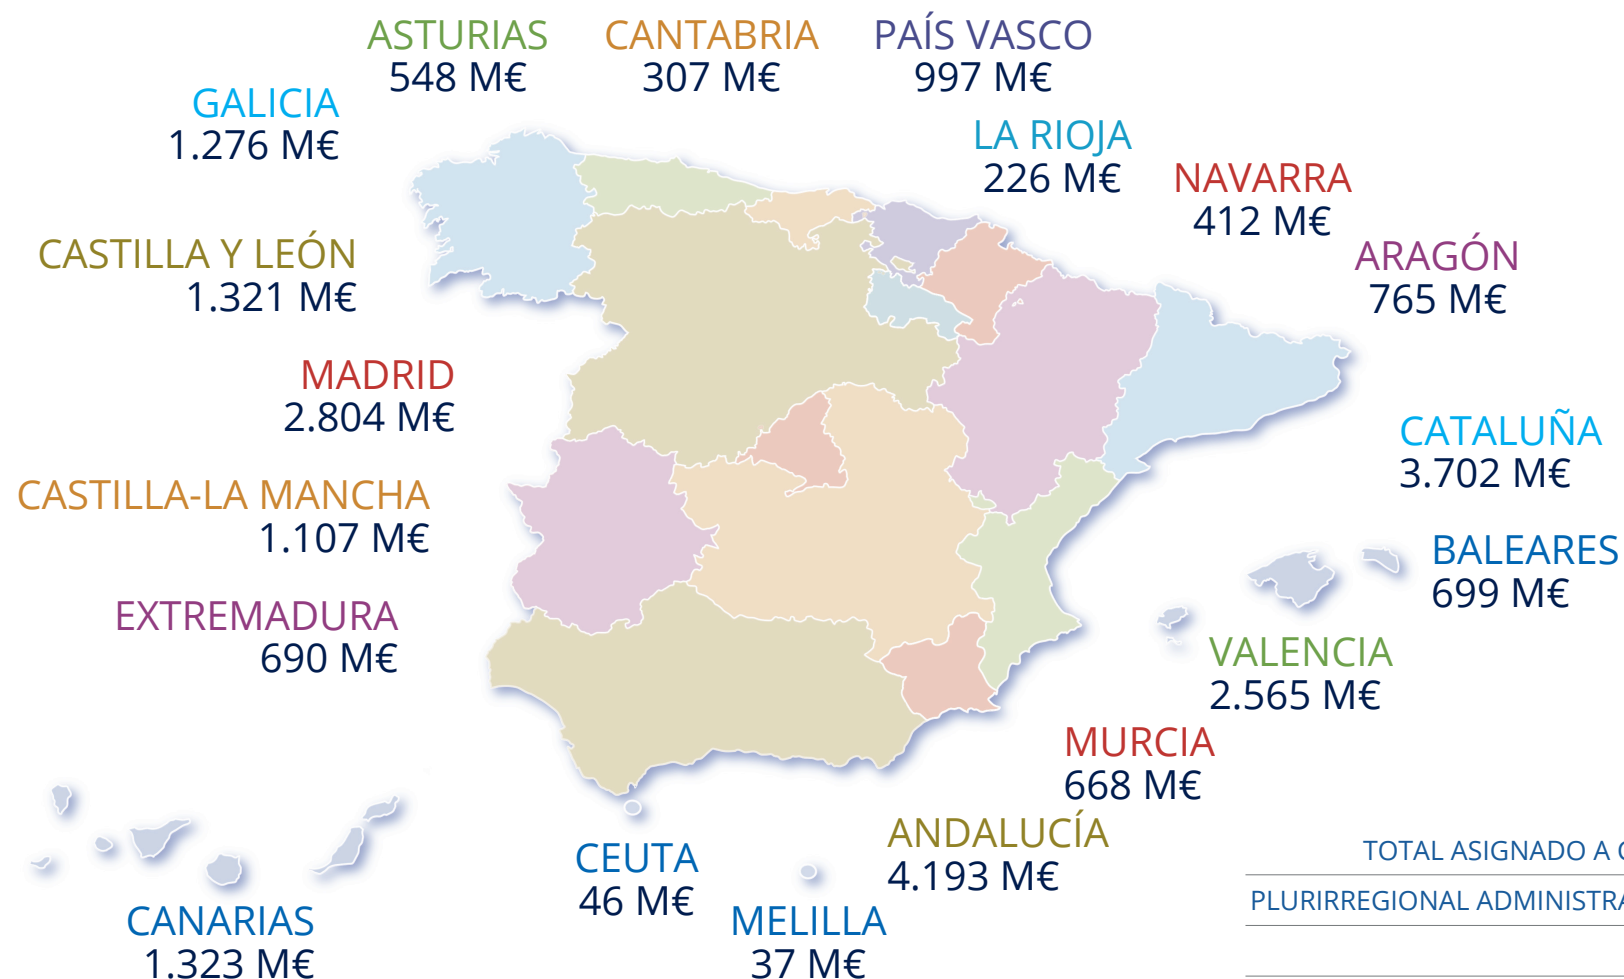 ASTURIAS
548 M€
CANTABRIA
307 M€
PAÍS VASCO
997 M€
GALICIA
1.276 M€
LA RIOJA
226 M€
NAVARRA
412 M€
CASTILLA Y LEÓN
1.321 M€
ARAGÓN
765 M€
MADRID
2.804 M€
CATALUÑA
3.702 M€
CASTILLA-LA MANCHA
1.107 M€
BALEARES
699 M€
EXTREMADURA
690 M€
VALENCIA
2.565 M€
MURCIA
668 M€
ANDALUCÍA
4.193 M€
CEUTA
46 M€
MELILLA
37 M€
CANARIAS
1.323 M€
TOTAL ASIGNADO A
PLURIRREGIONAL